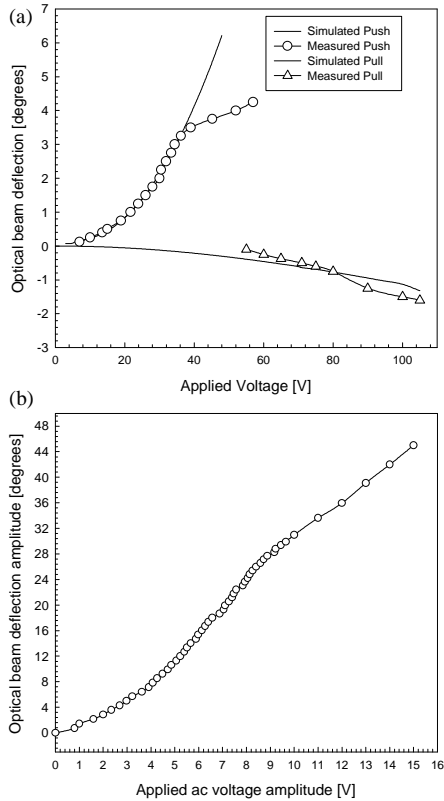 (a)
7
6
5
4
3
2
1
0
-1
-2
-3
Optical beam deflection [degrees]
Simulated Push
Measured Push
Simulated Pull
Measured Pull
0 20 40 60 80 100
Applied Voltage [V]
(b)
48
44
40
36
32
28
24
20
16
12
8
4
0
Optical beam deflection amplitude [degrees]
0 1 2 3 4 5 6 7 8 9 10 11 12 13 14 15 16
Applied ac voltage amplitude [V]